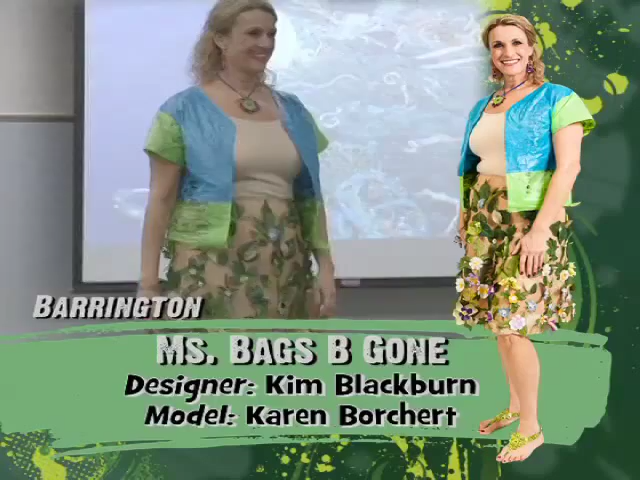 Barrington
Ms. Bags B Gone
Designer: Kim Blackburn
Model: Karen Borchert